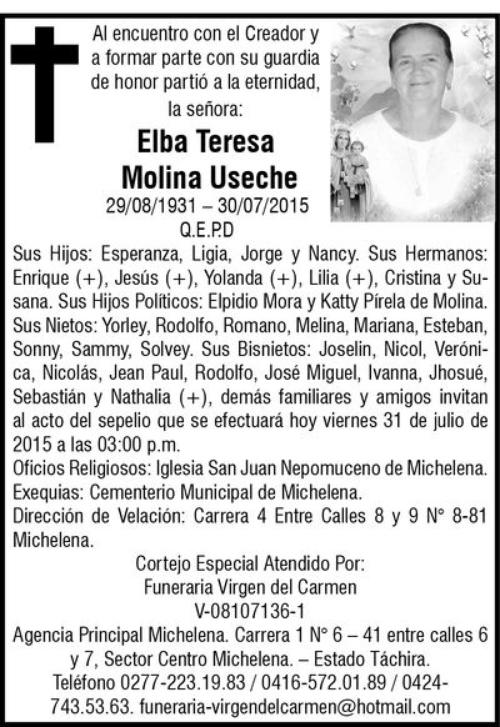 Al encuentro con el Creador y
a formar parte con su guardia
de honor partió a la eternidad,
la señora:
Elba Teresa
Molina Useche
29/08/1931 – 30/07/2015
Q.E.P.D
Sus Hijos: Esperanza, Ligia, Jorge y Nancy. Sus Hermanos:
Enrique (+), Jesús (+), Yolanda (+), Lilia (+), Cristina y Su-
sana. Sus Hijos Políticos: Elpidio Mora y Katty Pírela de Molina.
Sus Nietos: Yorley, Rodolfo, Romano, Melina, Mariana, Esteban,
Sonny, Sammy, Solvey. Sus Bisnietos: Joselin, Nicol, Veróni-
ca, Nicolás, Jean Paul, Rodolfo, José Miguel, Ivanna, Jhosué,
Sebastián y Nathalia (+), demás familiares y amigos invitan
al acto del sepelio que se efectuará hoy viernes 31 de julio de
2015 a las 03:00 p.m.
Oficios Religiosos: Iglesia San Juan Nepomuceno de Michelena.
Exequias: Cementerio Municipal de Michelena.
Dirección de Velación: Carrera 4 Entre Calles 8 y 9 N° 8-81
Michelena.
Cortejo Especial Atendido Por:
Funeraria Virgen del Carmen
V-08107136-1
Agencia Principal Michelena. Carrera 1 N° 6 – 41 entre calles 6
y 7, Sector Centro Michelena. – Estado Táchira.
Teléfono 0277-223.19.83 / 0416-572.01.89 / 0424-
743.53.63. funeraria-virgendelcarmen@hotmail.com